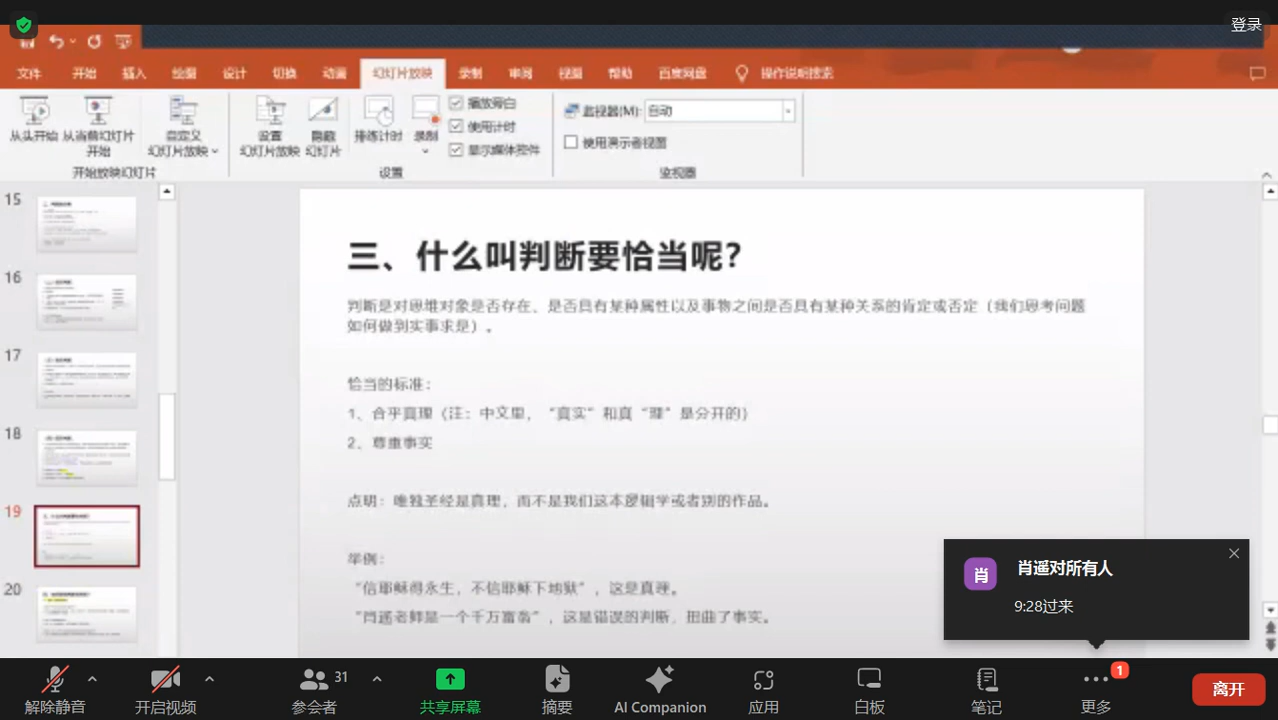 登录
文件 开始 插入 绘图 设计 切换 动画 幻灯片放映 录制 审阅 视图 帮助 百度网盘 操作说明搜索
从头开始 从当前幻灯片开始 自定义幻灯片放映 设置幻灯片放映 隐藏幻灯片 排练计时 录制
播放旁白
使用计时
显示媒体控件
监视器(M): 自动
使用演示者视图
开始放映幻灯片 设置 监视器
15
16
17
18
19
20
三、什么叫判断要恰当呢?
判断是对思维对象是否存在、是否具有某种属性以及事物之间是否具有某种关系的肯定或否定（我们思考问题
如何做到实事求是）。
恰当的标准：
1、合乎真理（注：中文里，“真实”和真“理”是分开的）
2、尊重事实
点明：唯独圣经是真理，而不是我们这本逻辑学或者别的作品。
举例：
“信耶稣得永生，不信耶稣下地狱”，这是真理。
“肖遥老师是一个千万富翁”，这是错误的判断，扭曲了事实。
肖 肖遥对所有人
9:28过来
31
1
解除静音 开启视频 参会者 共享屏幕 摘要 AI Companion 应用 白板 笔记 更多 离开